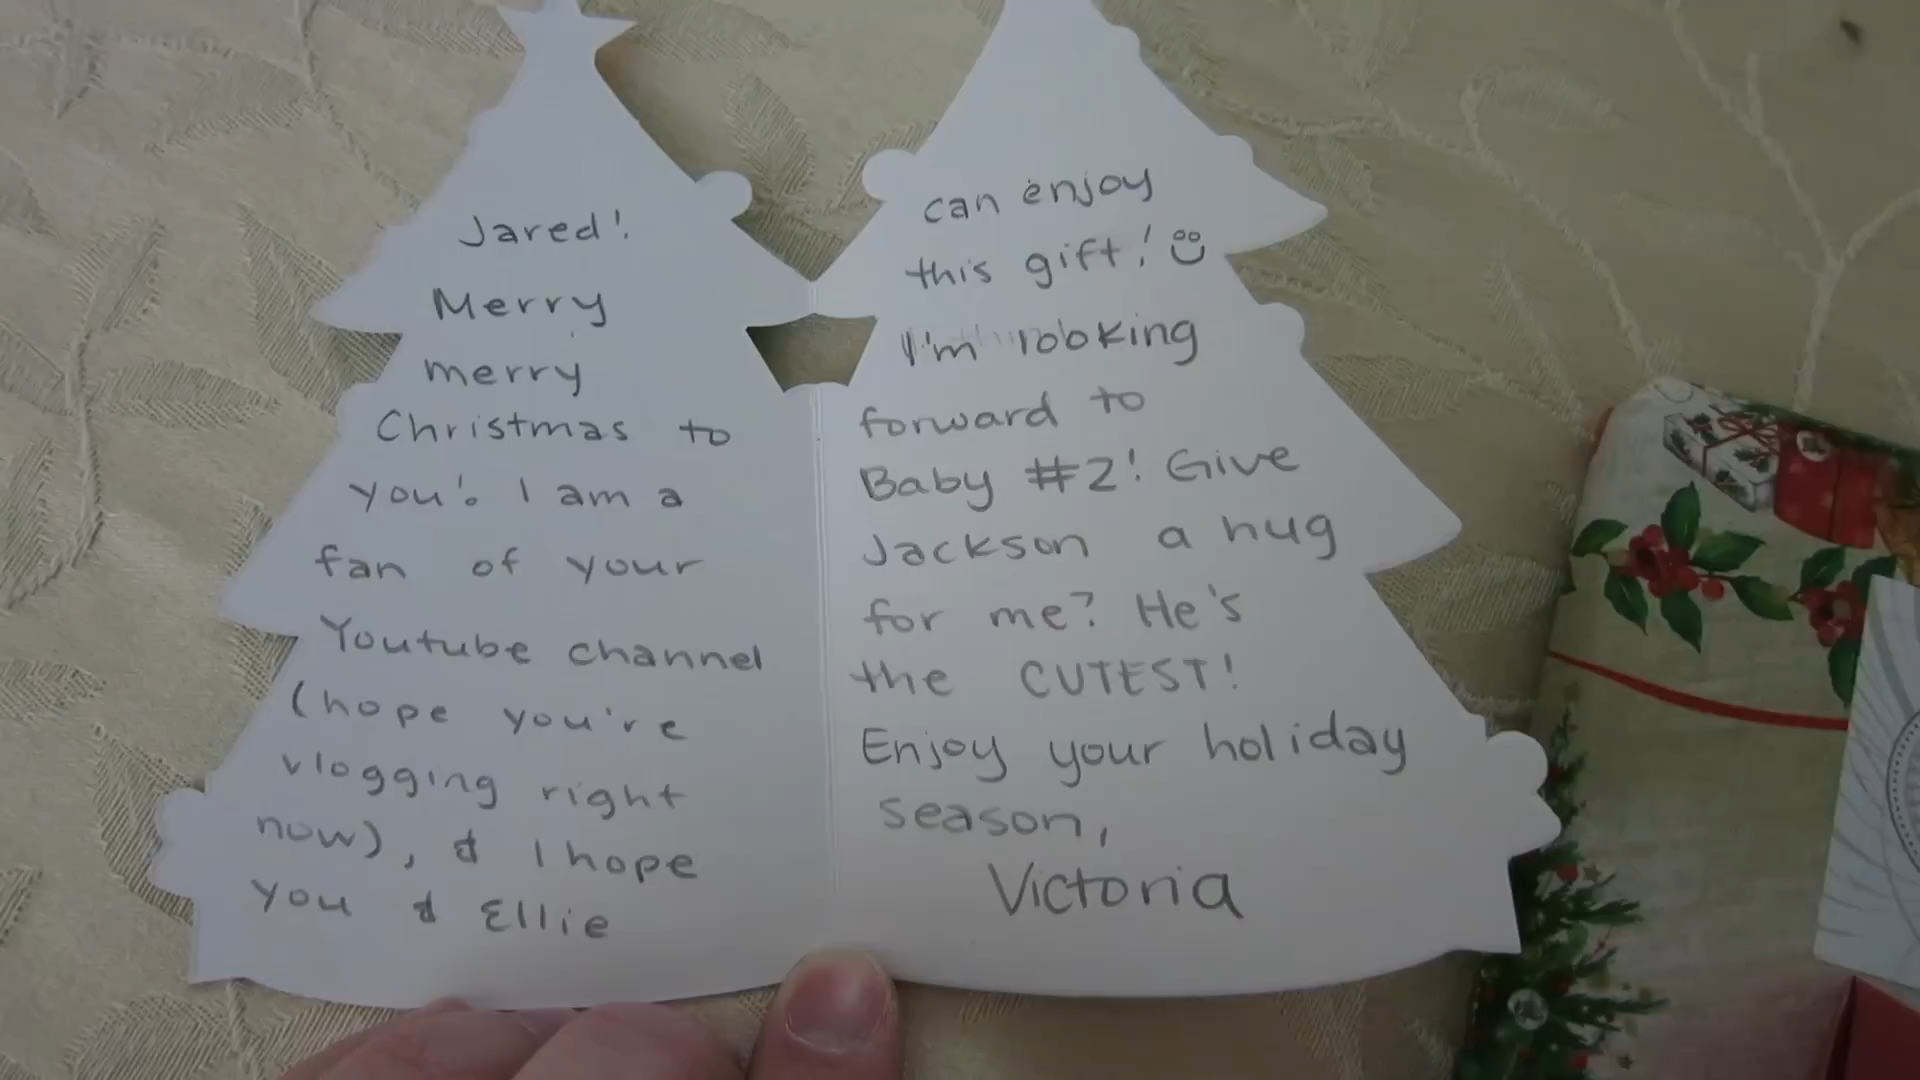 Jared!
Merry
merry
Christmas to
you! I am a
fan of your
Youtube channel
(hope you're
vlogging right
now), & I hope
you & Ellie
can enjoy
this gift!
I'm looking
forward to
Baby #2! Give
Jackson a hug
for me? He's
the CUTEST!
Enjoy your holiday
season,
Victoria